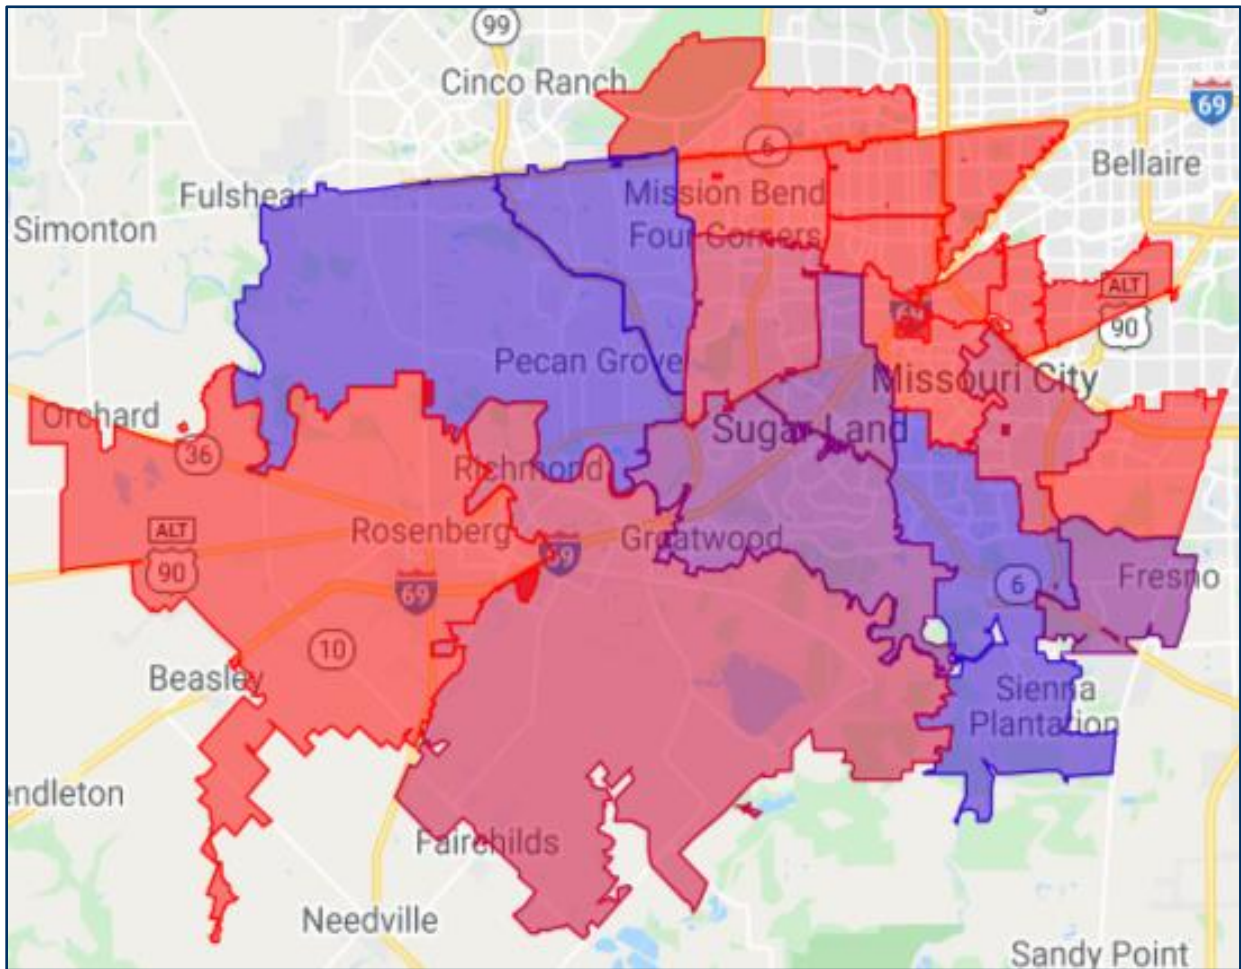 99
Cinco Ranch
69
6
Bellaire
Fulshear
Mission Bend
Simonton
Four Corners
ALT
90
Pecan Grove
Missouri City
Orchard
Sugar Land
36
Richmond
ALT
Rosenberg
Greatwood
69
90
69
6
Fresno
10
Beasley
Sienna
Plantation
endleton
Fairchilds
Needville
Sandy Point